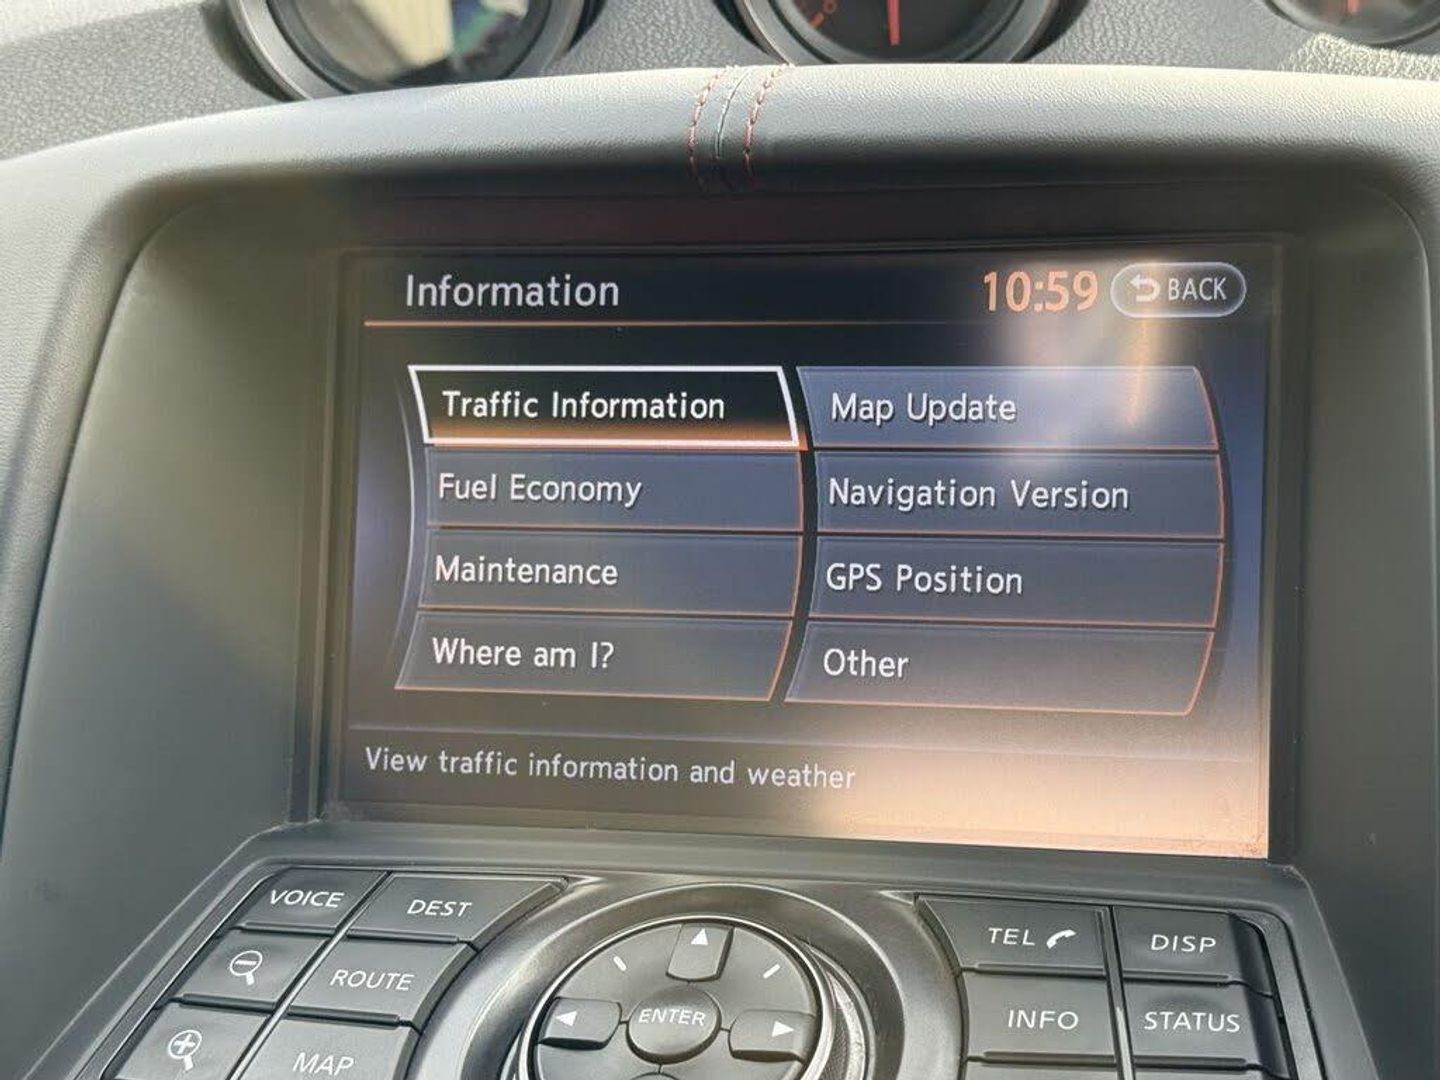 Information
10:59
BACK
Traffic Information
Map Update
Fuel Economy
Navigation Version
Maintenance
GPS Position
Where am I?
Other
View traffic information and weather
VOICE
DEST
ROUTE
MAP
ENTER
TEL
DISP
INFO
STATUS